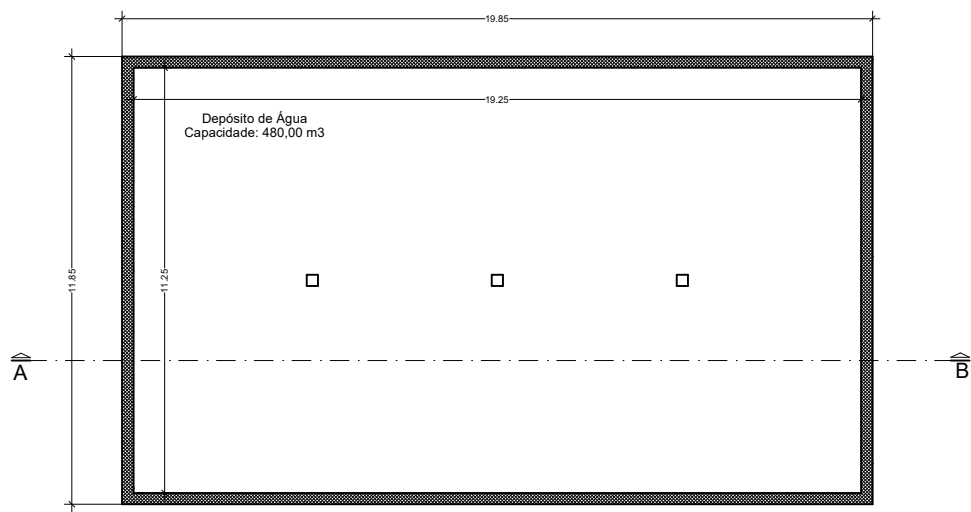 19.85
19.25
Depósito de Água
Capacidade: 480,00 m3
11.85
11.25
A
B